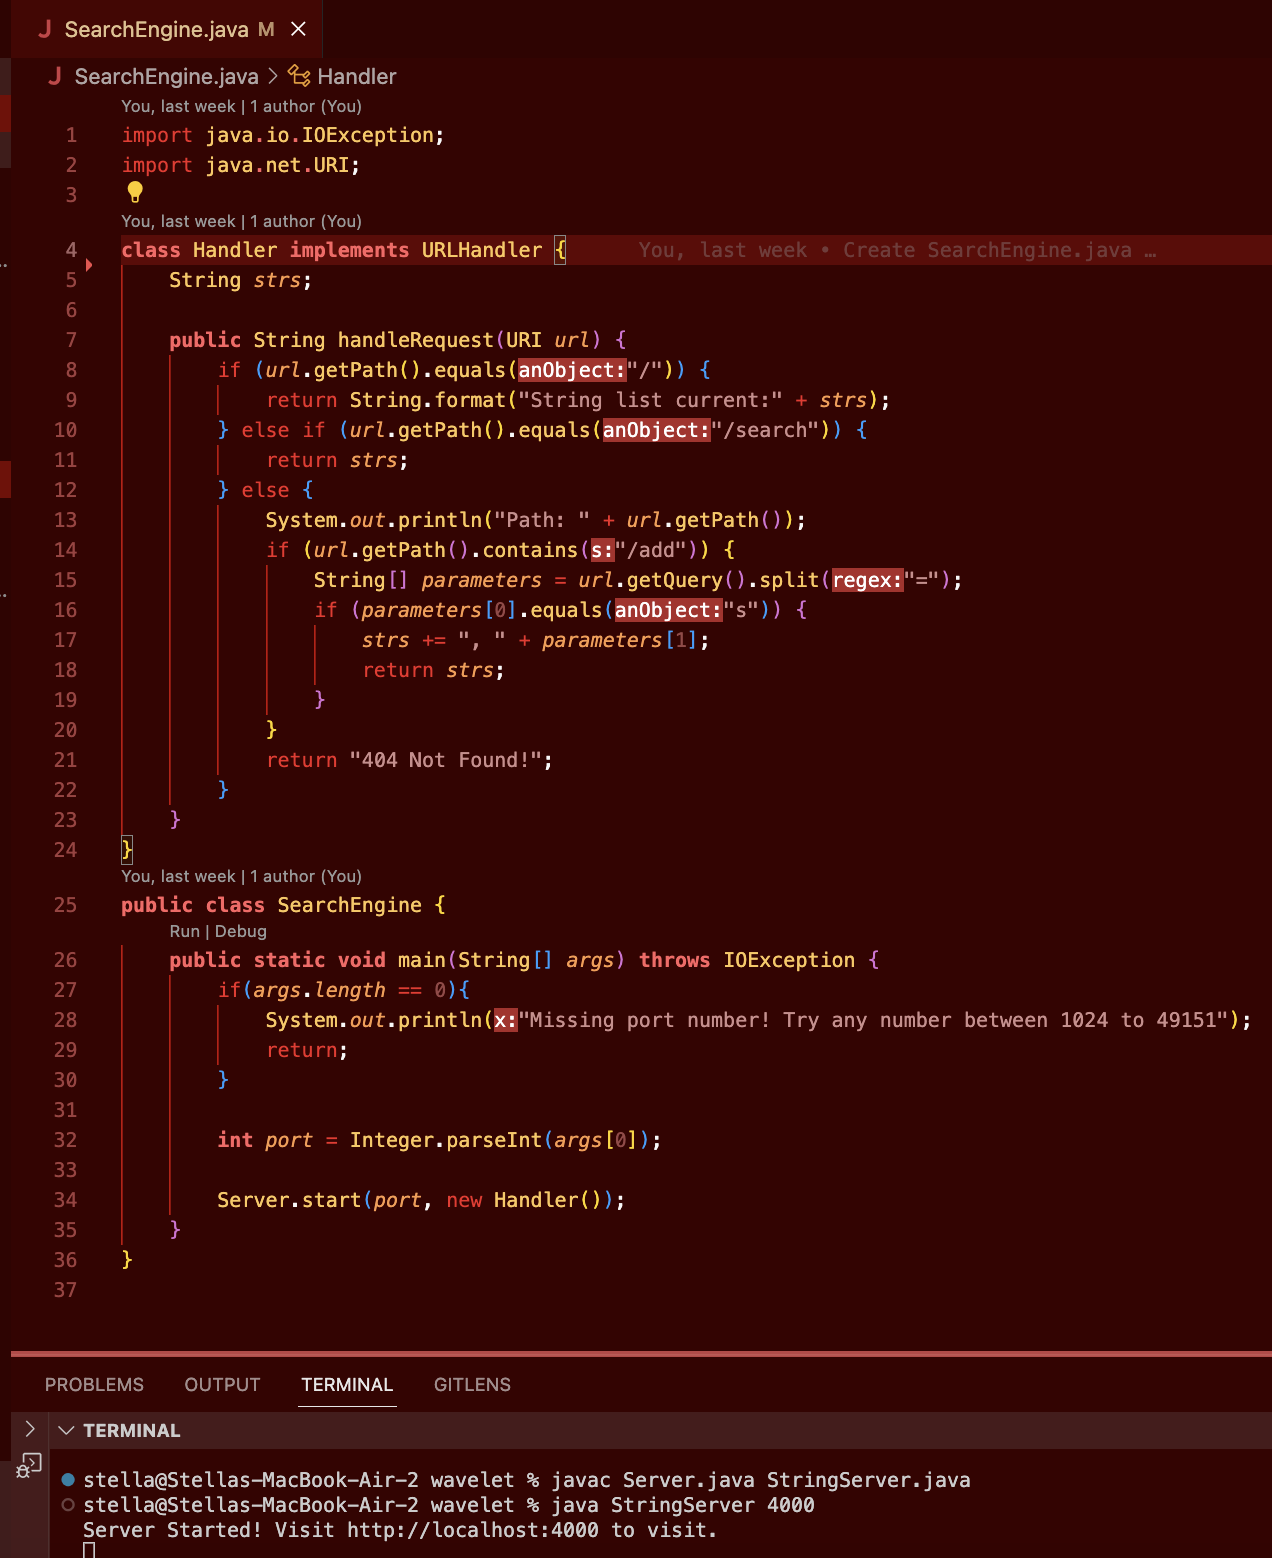 J SearchEngine.java M ×
J SearchEngine.java > Handler
You, last week | 1 author (You)
1 import java.io.IOException;
2 import java.net.URI;
3
You, last week | 1 author (You)
4 class Handler implements URLHandler { You, last week • Create SearchEngine.java …
5 String strs;
6
7 public String handleRequest(URI url) {
8 if (url.getPath().equals(anObject:"/")) {
9 return String.format("String list current:" + strs);
10 } else if (url.getPath().equals(anObject:"/search")) {
11 return strs;
12 } else {
13 System.out.println("Path: " + url.getPath());
14 if (url.getPath().contains(s:"/add")) {
15 String[] parameters = url.getQuery().split(regex:"=");
16 if (parameters[0].equals(anObject:"s")) {
17 strs += ", " + parameters[1];
18 return strs;
19 }
20 }
21 return "404 Not Found!";
22 }
23 }
24 }
You, last week | 1 author (You)
25 public class SearchEngine {
Run | Debug
26 public static void main(String[] args) throws IOException {
27 if(args.length == 0){
28 System.out.println(x:"Missing port number! Try any number between 1024 to 49151");
29 return;
30 }
31
32 int port = Integer.parseInt(args[0]);
33
34 Server.start(port, new Handler());
35 }
36 }
37
PROBLEMS OUTPUT TERMINAL GITLENS
TERMINAL
stella@Stellas-MacBook-Air-2 wavelet % javac Server.java StringServer.java
stella@Stellas-MacBook-Air-2 wavelet % java StringServer 4000
Server Started! Visit http://localhost:4000 to visit.